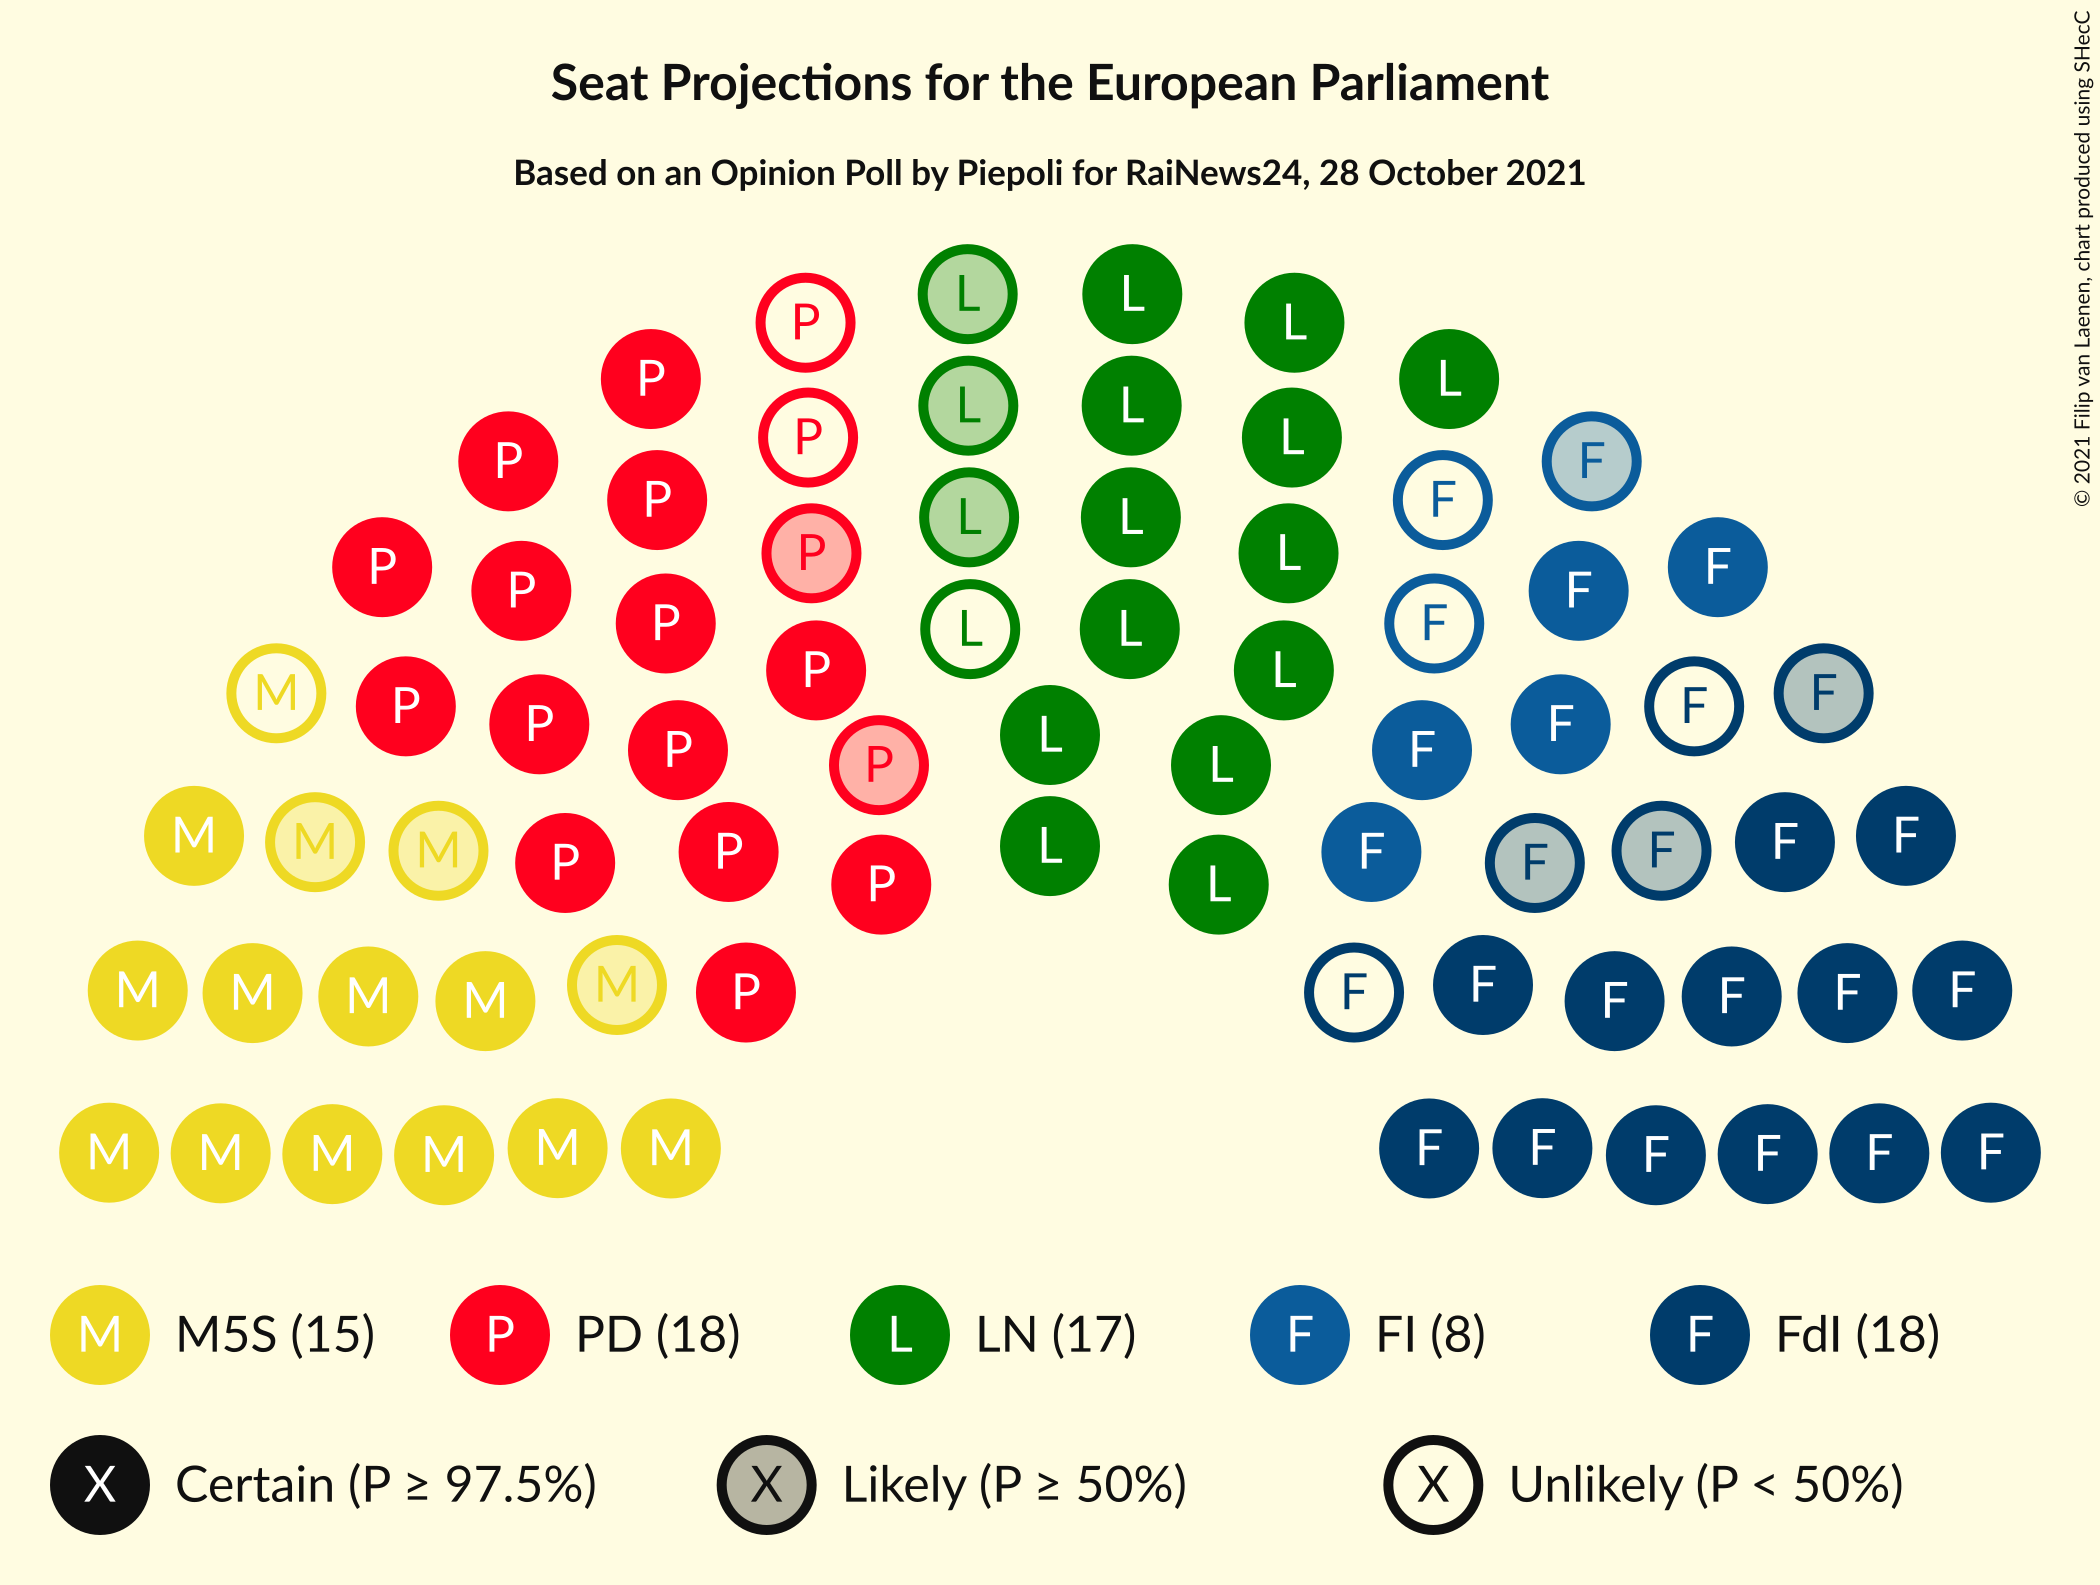 Seat Projections for the European Parliament
Based on an Opinion Poll by Piepoli for RaiNews24, 28 October 2021
© 2021 Filip van Laenen, chart produced using SHecC
L L
P L L
P P L
L L
P L L
P F
P P F
L L
P L
P P F F
P P F F
L L
P L
M P P P F F F F
L
P L
M M M P P P L L F F F F F
P L
M M M M M P F F F F F F
M M M M M M F F F F F F
M M5S (15) P PD (18) L LN (17) F FI (8) F FdI (18)
X Certain (P ≥ 97.5%) X Likely (P ≥ 50%) X Unlikely (P < 50%)